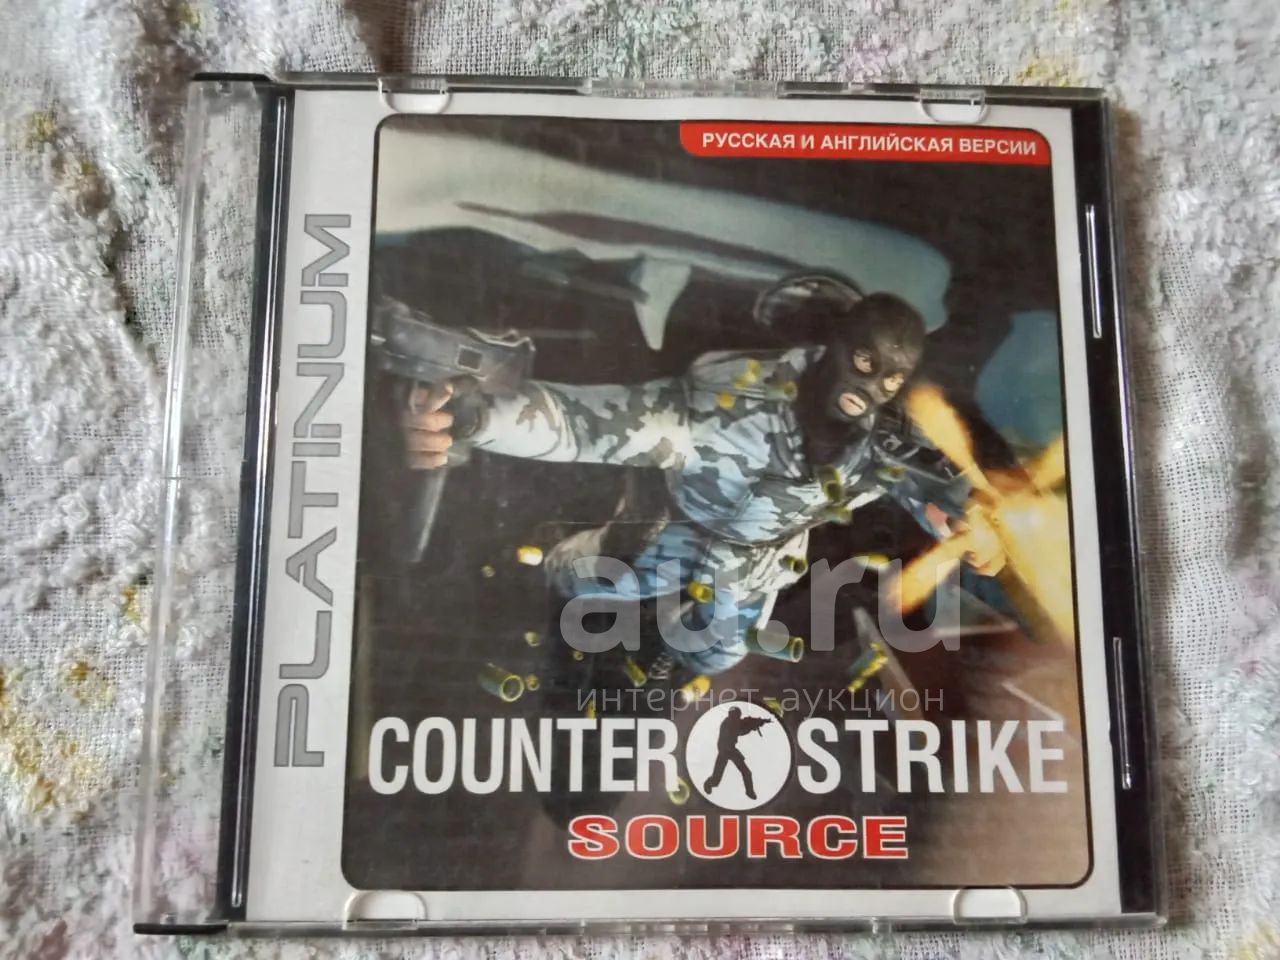 РУССКАЯ И АНГЛИЙСКАЯ ВЕРСИИ
PLATINUM
au.ru
интернет-аукцион
COUNTER STRIKE
SOURCE